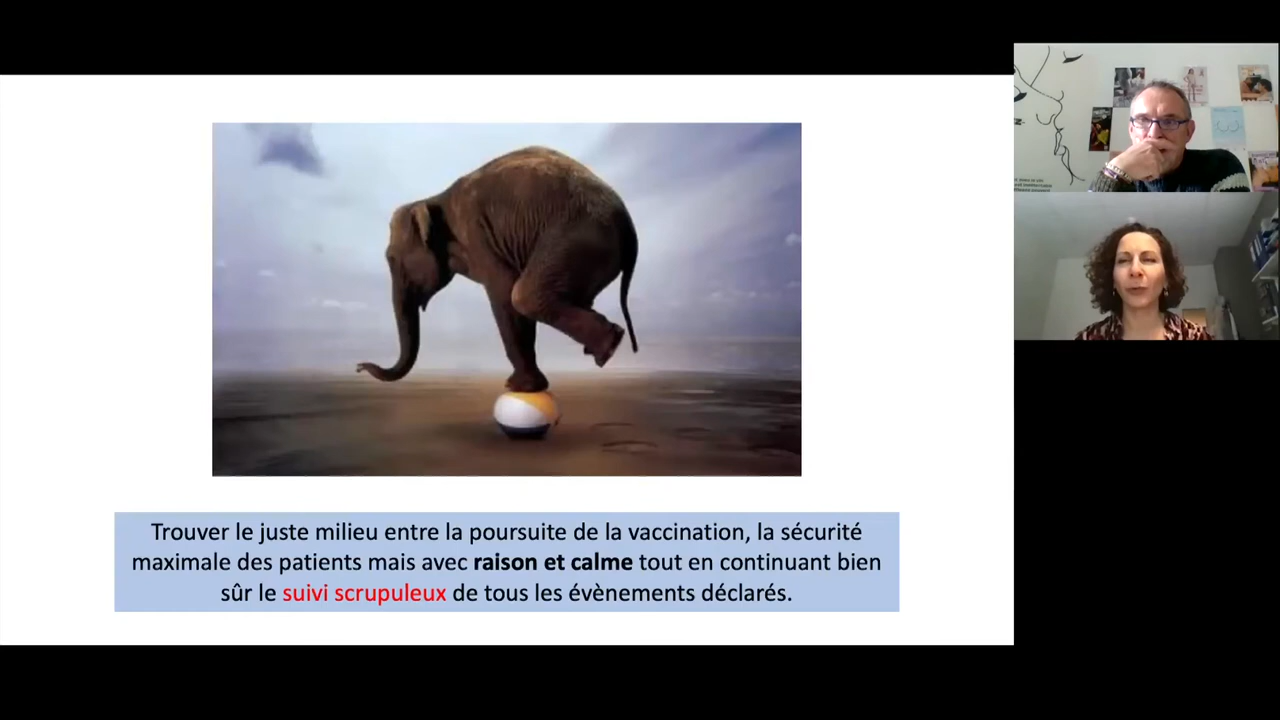 Trouver le juste milieu entre la poursuite de la vaccination, la sécurité
maximale des patients mais avec raison et calme tout en continuant bien
sûr le suivi scrupuleux de tous les évènements déclarés.